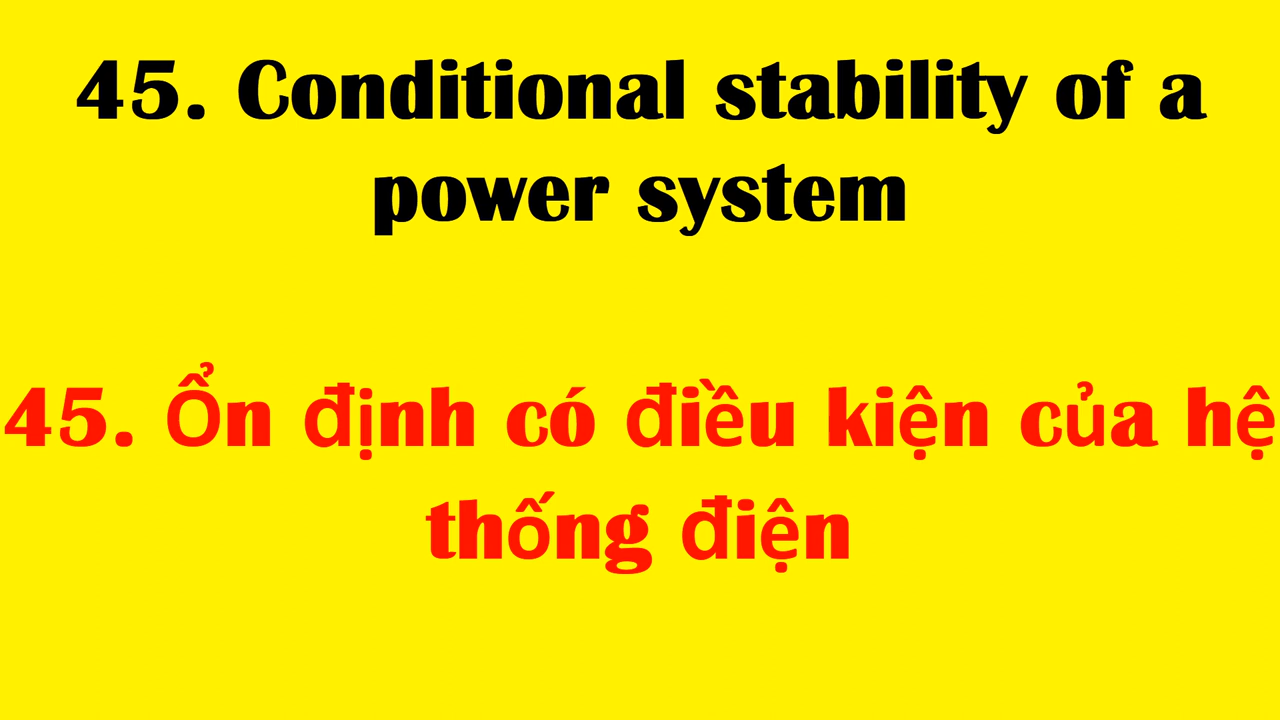 45. Conditional stability of a
power system
45. Ổn định có điều kiện của hệ
thống điện